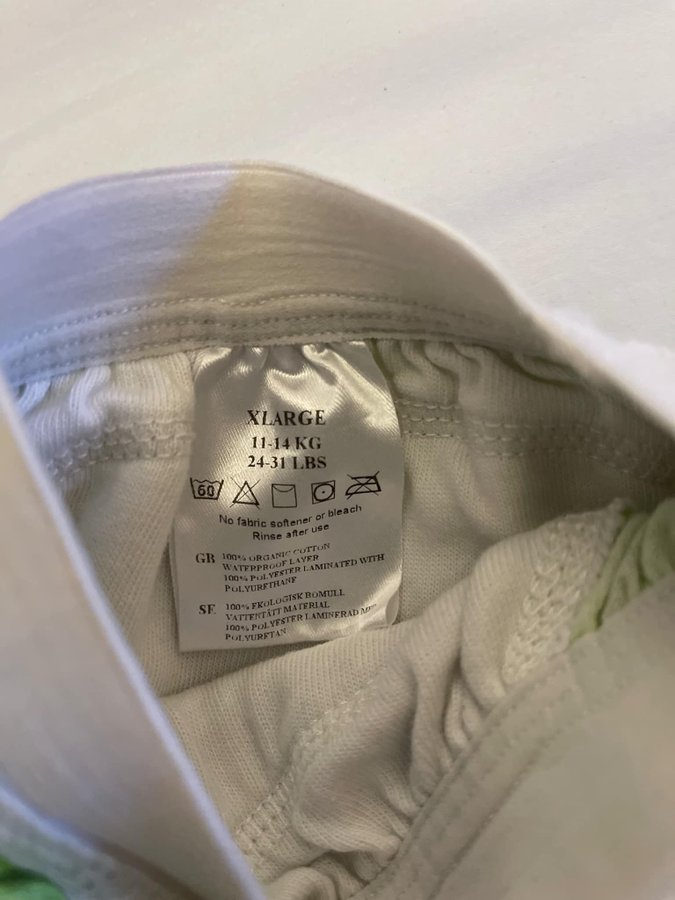 XLARGE
11-14 KG
24-31 LBS
60
No fabric softener or bleach
Rinse after use
GB 100% ORGANIC COTTON
WATERPROOF LAYER
100% POLYESTER LAMINATED WITH
POLYURETHANE
SE 100% EKOLOGISK BOMULL
VATTENTÄTT MATERIAL
100% POLYESTER LAMINERAD MED
POLYURETAN